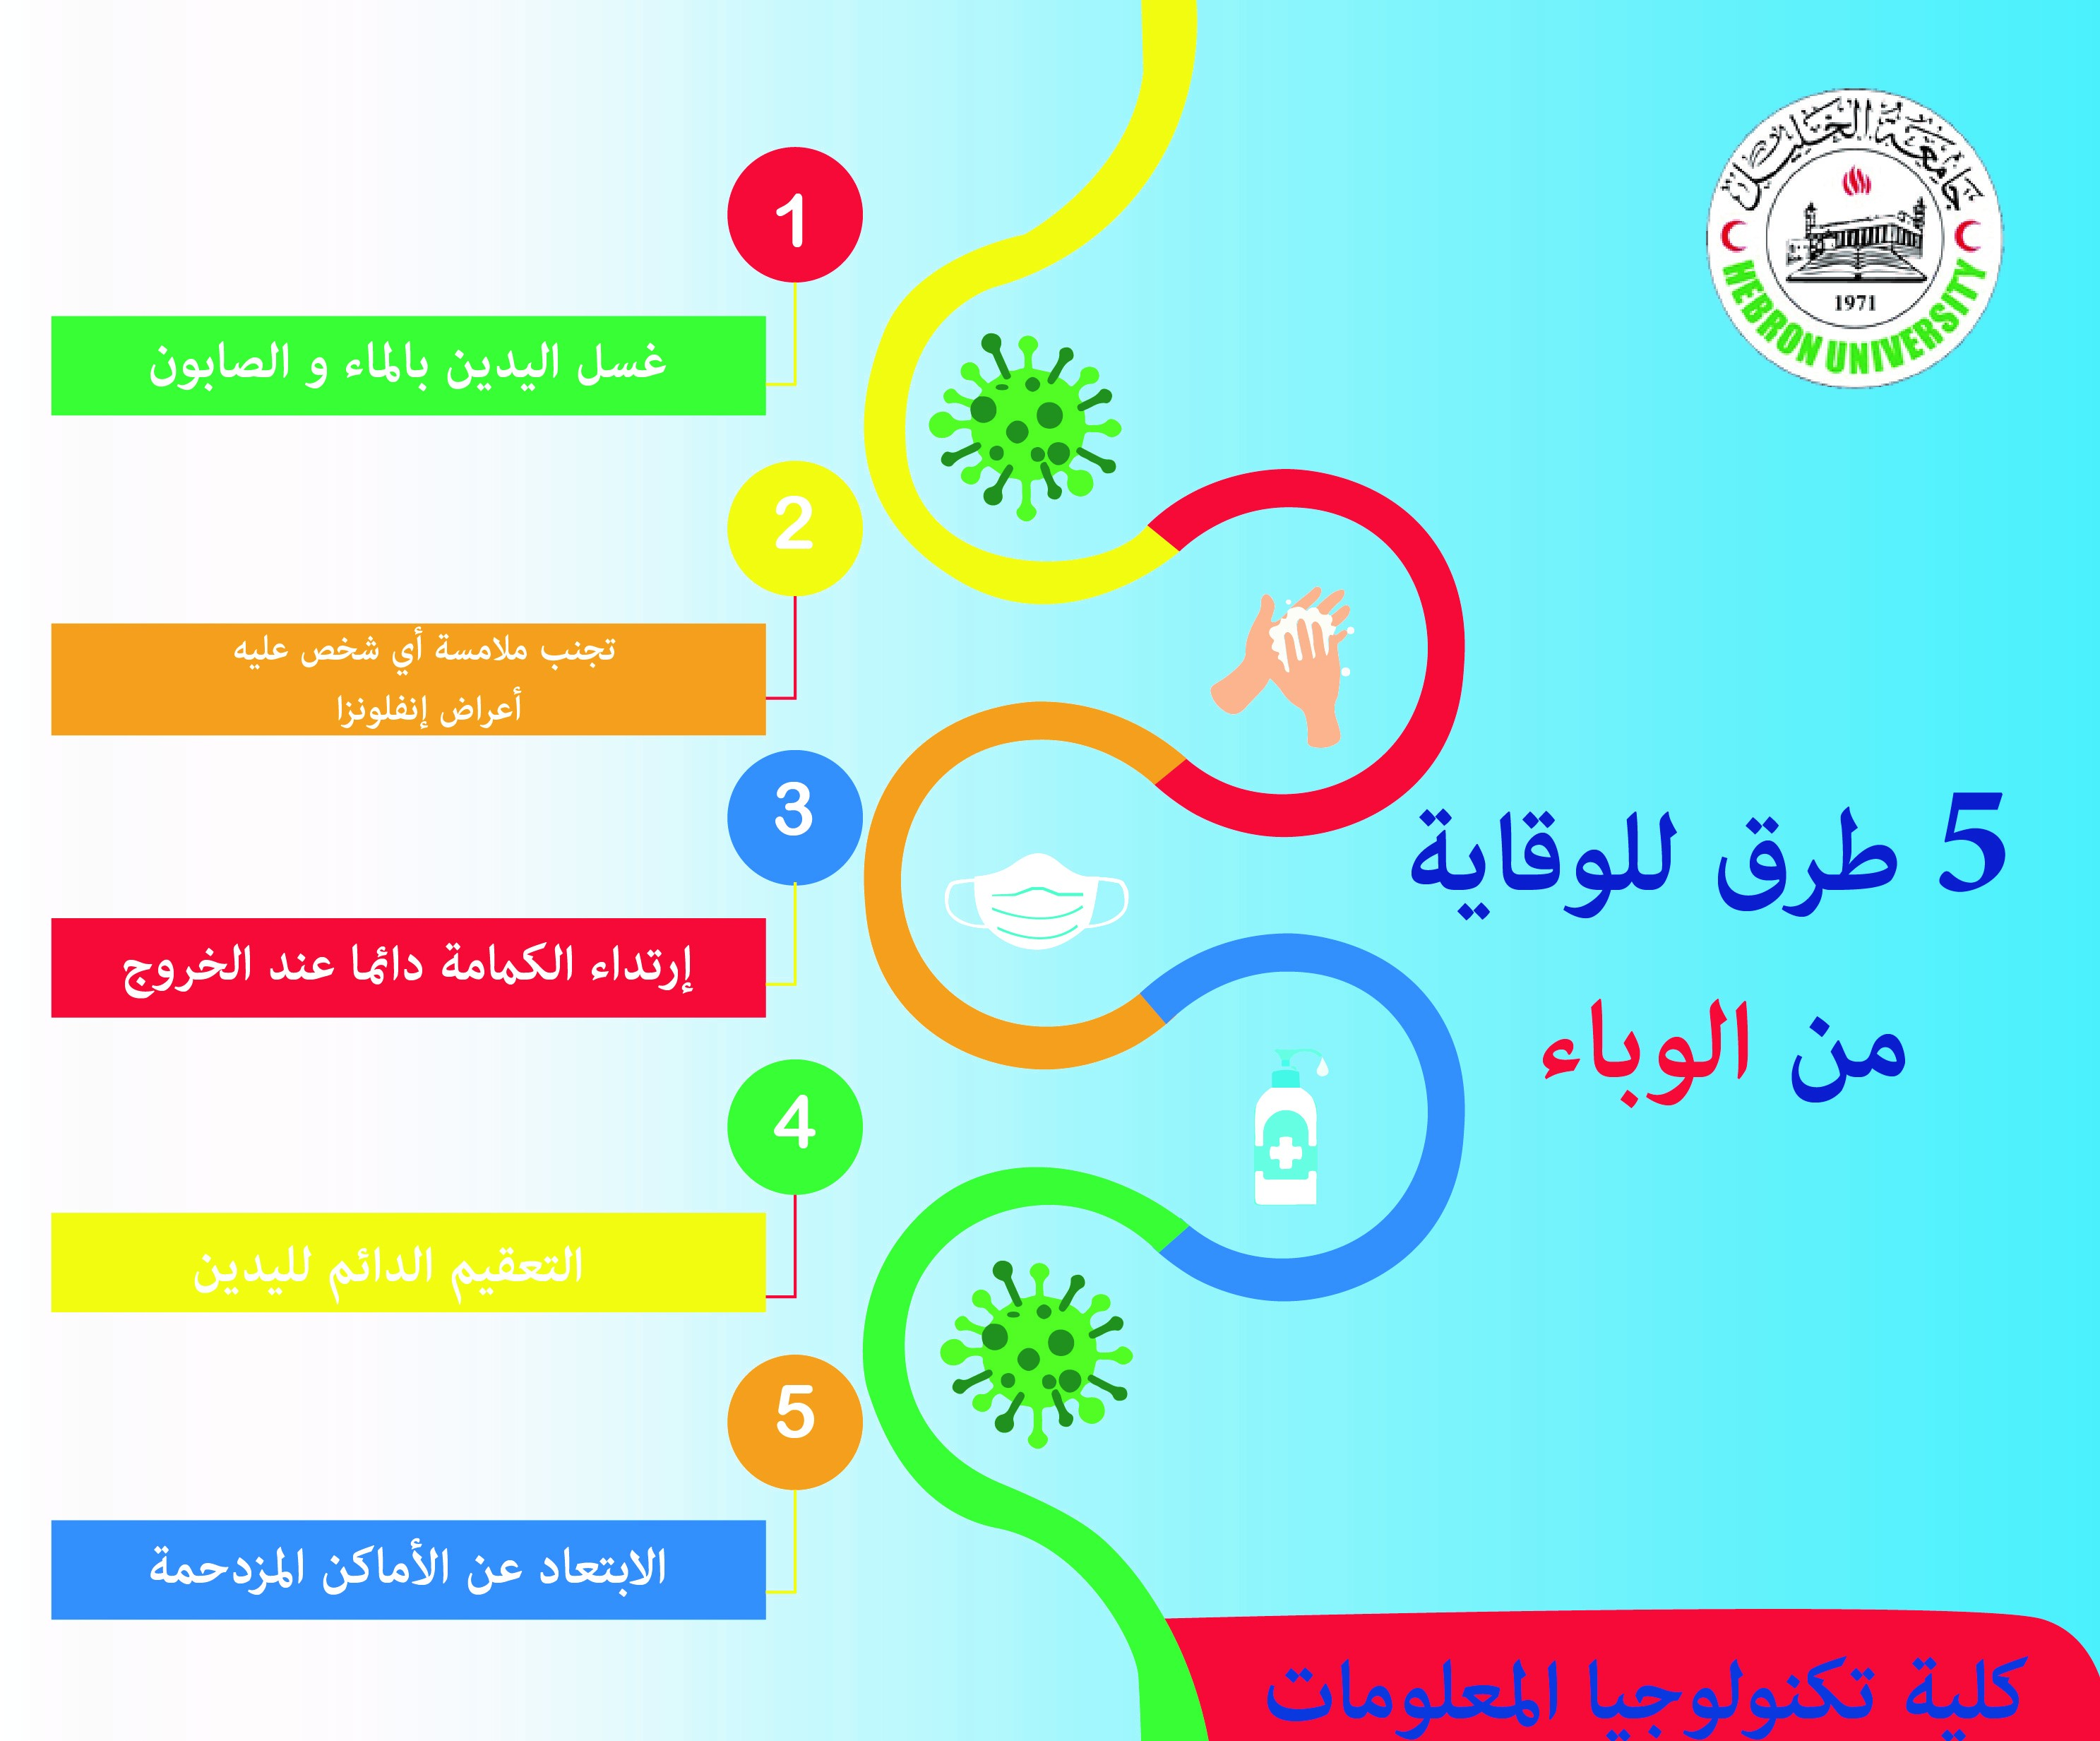 جامعة الخليل
1971
HEBRON UNIVERSITY
5 طرق للوقاية
من الوباء
1
غسل اليدين بالماء و الصابون
2
تجنب ملامسة أي شخص عليه
أعراض إنفلونزا
3
إرتداء الكمامة دائما عند الخروج
4
التعقيم الدائم لليدين
5
الابتعاد عن الأماكن المزدحمة
كلية تكنولوجيا المعلومات